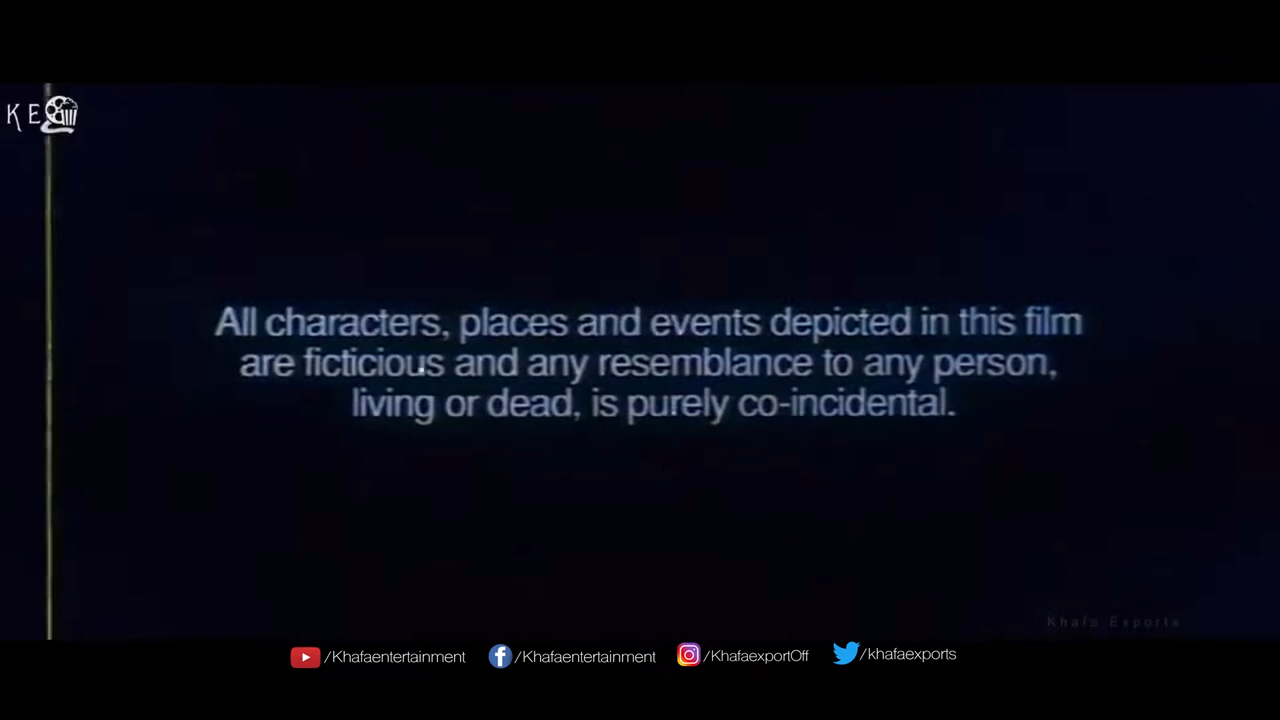 KE
All characters, places and events depicted in this film
are ficticious and any resemblance to any person,
living or dead, is purely co-incidental.
Khafa Exports
/Khafaentertainment /Khafaentertainment /KhafaexportOff /khafaexports